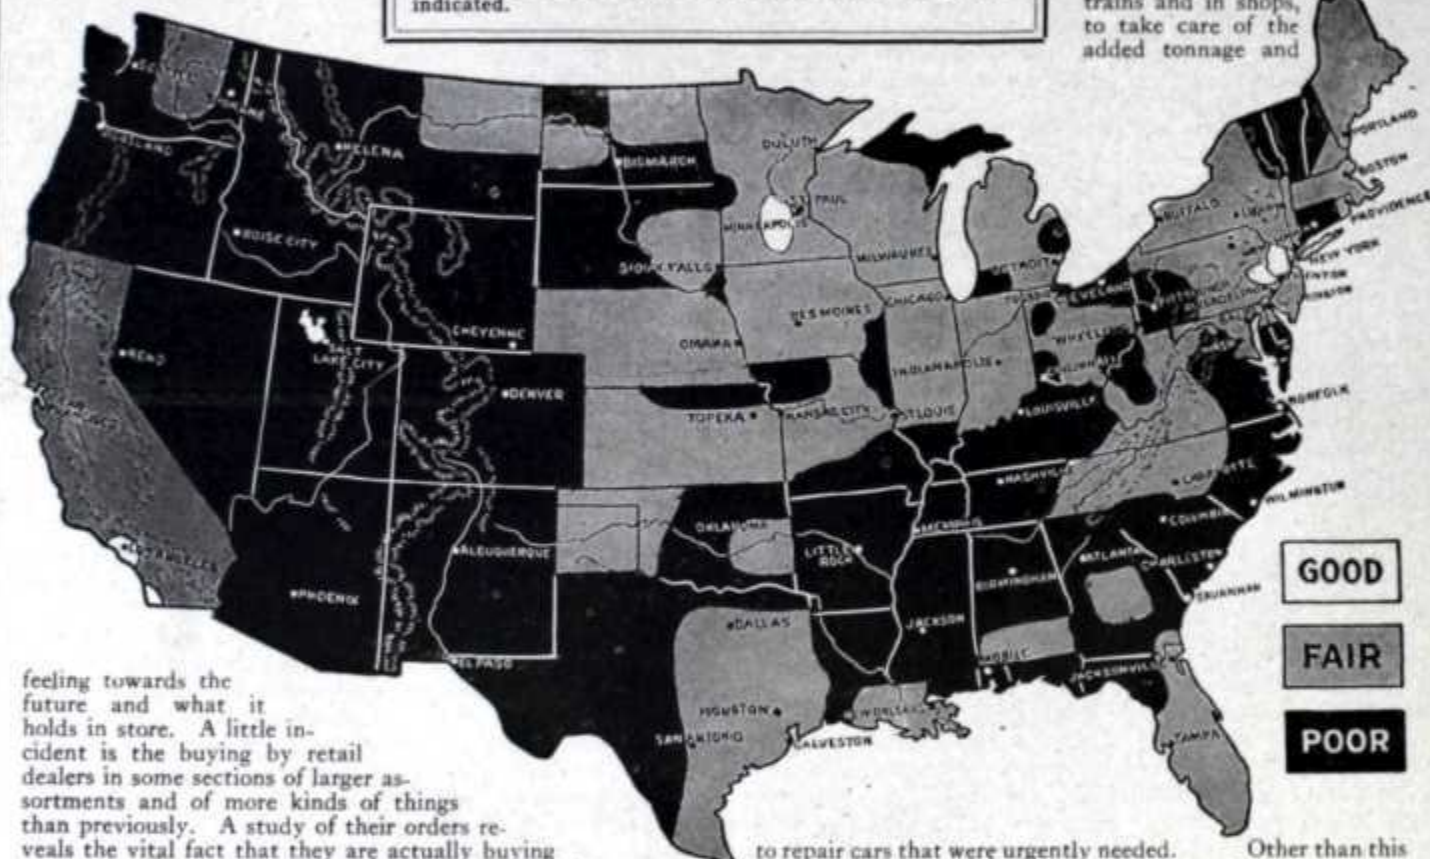 indicated.
trains and in shops,
to take care of the
added tonnage and
HELENA
BISMARCH
DULUTH
PORTLAND
BOSTON
PROVIDENCE
NEW YORK
BUFFALO
ST. PAUL
MINNEAPOLIS
MILWAUKEE
DETROIT
BOISE CITY
SIOUX FALLS
CHICAGO
CLEVELAND
PITTSBURGH
DES MOINES
WHEELING
CHEYENNE
OMAHA
INDIANAPOLIS
RENO
SALT
LAKE CITY
DENVER
TOPEKA
KANSAS CITY
ST LOUIS
LOUISVILLE
NORFOLK
NASHVILLE
WILMINGTON
OKLAHOMA
MEMPHIS
COLUMBIA
ALBUQUERQUE
LITTLE
ROCK
ATLANTA
CHARLESTON
BIRMINGHAM
LOS ANGELES
PHOENIX
SAVANNAH
DALLAS
JACKSON
EL PASO
MOBILE
JACKSONVILLE
HOUSTON
SAN ANTONIO
GALVESTON
TAMPA
GOOD
FAIR
POOR
feeling towards the
future and what it
holds in store. A little in-
cident is the buying by retail
dealers in some sections of larger as-
sortments and of more kinds of things
than previously. A study of their orders re-
veals the vital fact that they are actually buying
to repair cars that were urgently needed.
Other than this